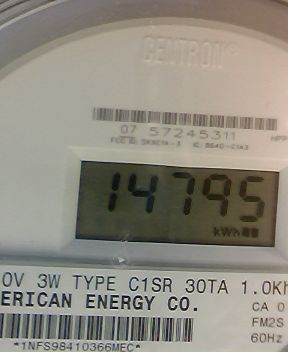 CENTRON®
07 57245311
14795
kWh
0V 3W TYPE C1SR 30TA 1.0Kh
ERICAN ENERGY CO.
CA 0
FM2S
60Hz
*1NFS98410366MEC*